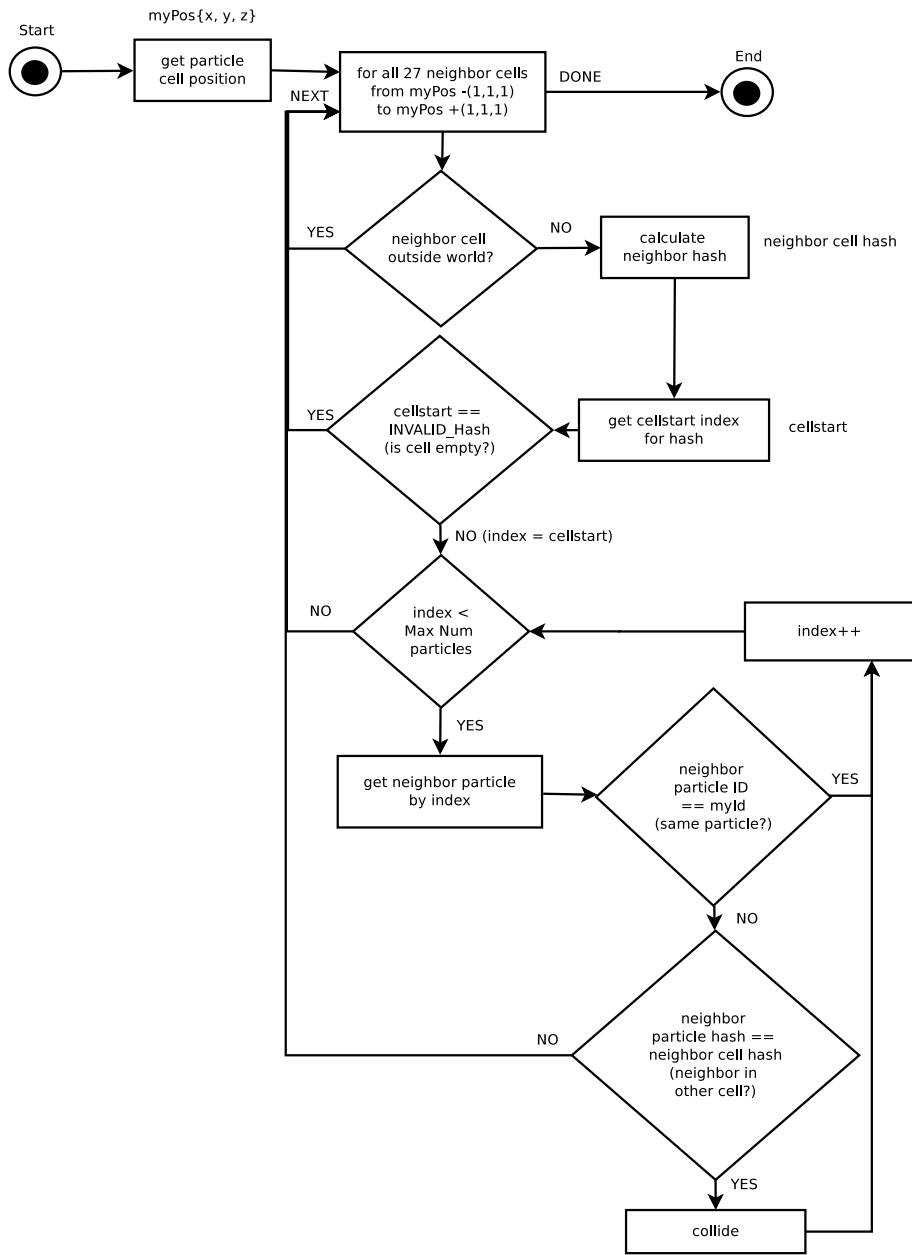 myPos{x, y, z}
Start
get particle
cell position
for all 27 neighbor cells
from myPos -(1,1,1)
to myPos +(1,1,1)
DONE
End
NEXT
YES
neighbor cell
outside world?
NO
calculate
neighbor hash
neighbor cell hash
YES
cellstart ==
INVALID_Hash
(is cell empty?)
get cellstart index
for hash
cellstart
NO (index = cellstart)
NO
index <
Max Num
particles
index++
YES
get neighbor particle
by index
neighbor
particle ID
== myId
(same particle?)
YES
NO
NO
neighbor
particle hash ==
neighbor cell hash
(neighbor in
other cell?)
YES
collide